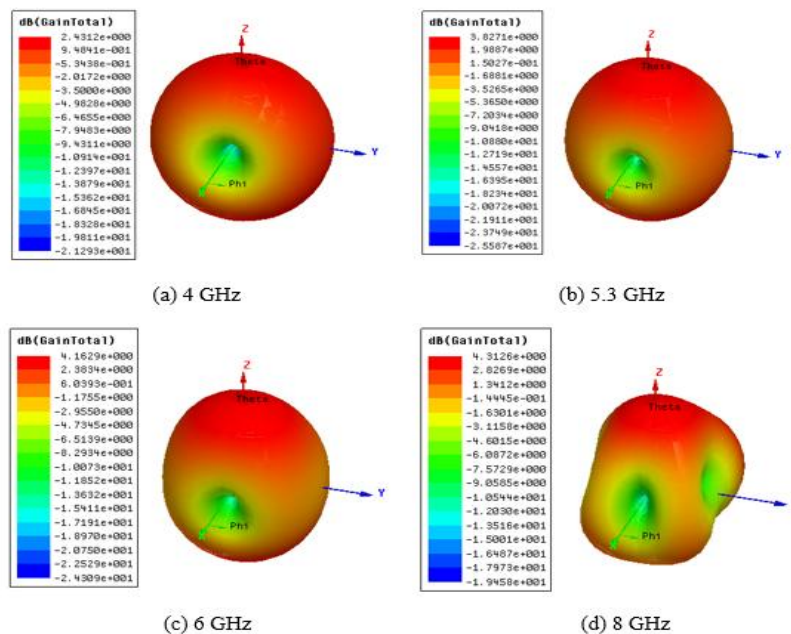 dB(GainTotal)
2.4312e+000
9.4841e-001
-5.3438e-001
-2.0172e+000
-3.5000e+000
-4.9828e+000
-6.4655e+000
-7.9483e+000
-9.4311e+000
-1.0914e+001
-1.2397e+001
-1.3879e+001
-1.5362e+001
-1.6845e+001
-1.8328e+001
-1.9811e+001
-2.1293e+001
Z
Theta
Y
X
Phi
(a) 4 GHz
dB(GainTotal)
3.8271e+000
1.9887e+000
1.5027e-001
-1.6881e+000
-3.5265e+000
-5.3650e+000
-7.2034e+000
-9.0418e+000
-1.0880e+001
-1.2719e+001
-1.4557e+001
-1.6395e+001
-1.8234e+001
-2.0072e+001
-2.1911e+001
-2.3749e+001
-2.5587e+001
Z
Theta
Y
X
Phi
(b) 5.3 GHz
dB(GainTotal)
4.1629e+000
2.3834e+000
6.0393e-001
-1.1755e+000
-2.9550e+000
-4.7345e+000
-6.5139e+000
-8.2934e+000
-1.0073e+001
-1.1852e+001
-1.3632e+001
-1.5411e+001
-1.7191e+001
-1.8970e+001
-2.0750e+001
-2.2529e+001
-2.4309e+001
Z
Theta
Y
X
Phi
(c) 6 GHz
dB(GainTotal)
4.3126e+000
2.8269e+000
1.3412e+000
-1.4445e-001
-1.6301e+000
-3.1158e+000
-4.6015e+000
-6.0872e+000
-7.5729e+000
-9.0585e+000
-1.0544e+001
-1.2030e+001
-1.3516e+001
-1.5001e+001
-1.6487e+001
-1.7973e+001
-1.9458e+001
Z
Theta
X
Phi
(d) 8 GHz